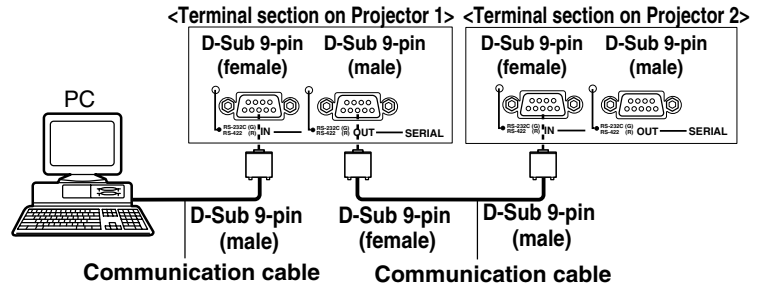 <Terminal section on Projector 1> <Terminal section on Projector 2>
D-Sub 9-pin (female) D-Sub 9-pin (male) D-Sub 9-pin (female) D-Sub 9-pin (male)
PC
RS-232C (G)
RS-422 (R) IN
RS-232C (G)
RS-422 (R) OUT SERIAL
RS-232C (G)
RS-422 (R) IN
RS-232C (G)
RS-422 (R) OUT SERIAL
D-Sub 9-pin (male)
D-Sub 9-pin (female)
D-Sub 9-pin (male)
Communication cable
Communication cable